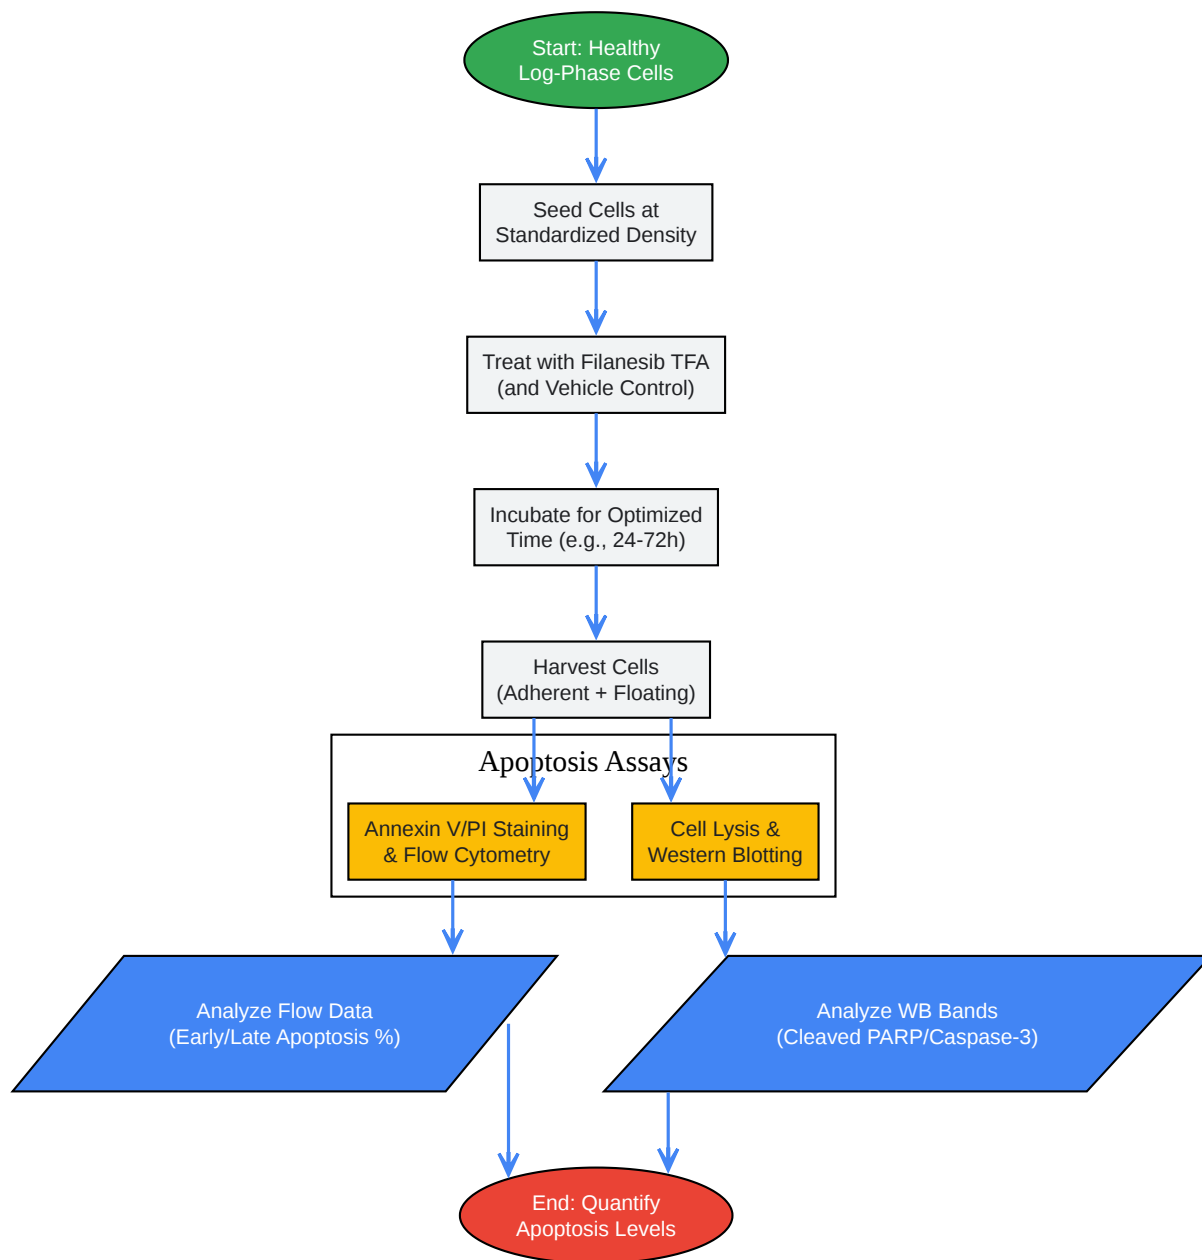 Start: Healthy
Log-Phase Cells
Seed Cells at
Standardized Density
Treat with Filanesib TFA
(and Vehicle Control)
Incubate for Optimized
Time (e.g., 24-72h)
Harvest Cells
(Adherent + Floating)
Apoptosis Assays
Annexin V/PI Staining
& Flow Cytometry
Cell Lysis &
Western Blotting
Analyze Flow Data
(Early/Late Apoptosis %)
Analyze WB Bands
(Cleaved PARP/Caspase-3)
End: Quantify
Apoptosis Levels